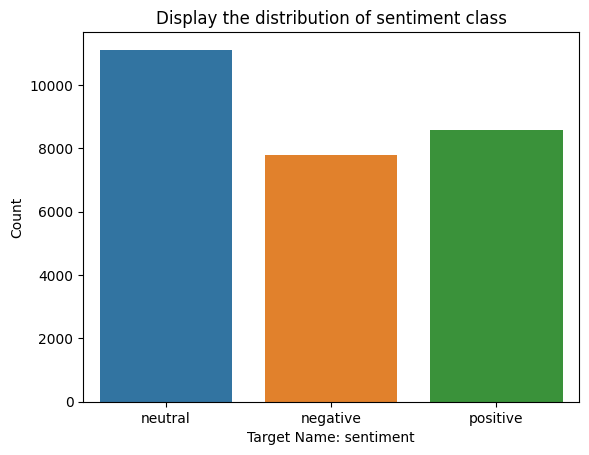 Display the distribution of sentiment class
Count
10000
8000
6000
4000
2000
0
neutral negative positive
Target Name: sentiment